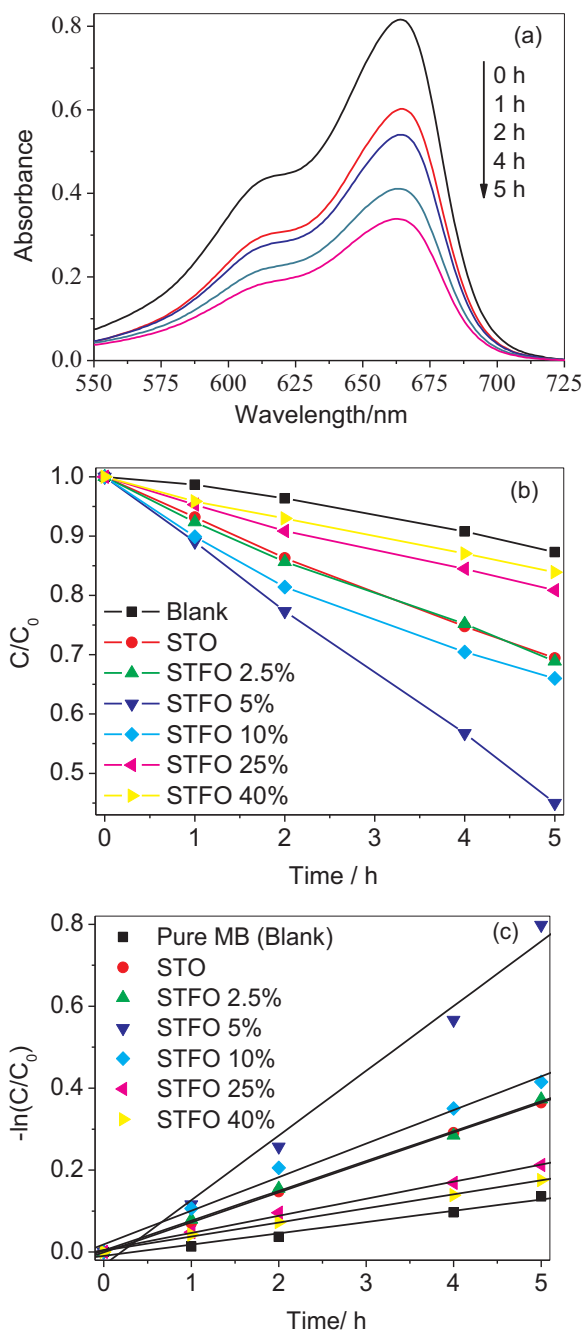 (a)
0.8
0.6
0.4
0.2
0.0
Absorbance
0 h
1 h
2 h
4 h
5 h
550 575 600 625 650 675 700 725
Wavelength/nm
(b)
1.0
0.9
0.8
0.7
0.6
0.5
C/C0
Blank
STO
STFO 2.5%
STFO 5%
STFO 10%
STFO 25%
STFO 40%
0 1 2 3 4 5
Time / h
(c)
0.8
0.6
0.4
0.2
0.0
-ln(C/C0)
Pure MB (Blank)
STO
STFO 2.5%
STFO 5%
STFO 10%
STFO 25%
STFO 40%
0 1 2 3 4 5
Time/ h